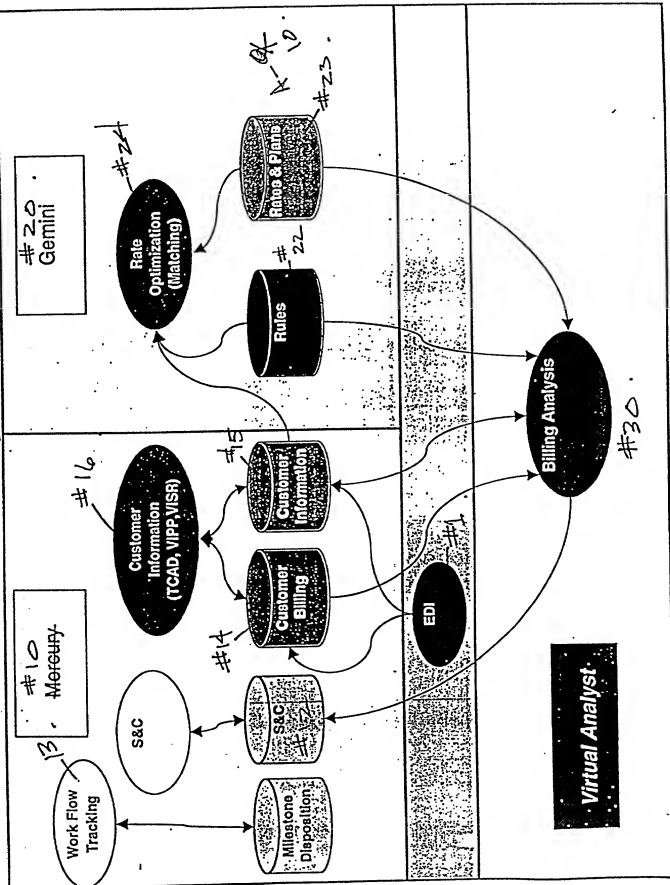 13.
Work Flow
Tracking
#10
Mercury.
#16
#20.
Gemini
#24
S&C
Customer
Information
(TCAD, VIPP,VISR)
Rate
Optimization
(Matching)
#14
#15
#22
#23.
Milestone
Disposition
S&C
Customer
Billing
Customer
Information
Rules
& Plans
EDI
#1
Billing Analysis
#30.
Virtual Analyst